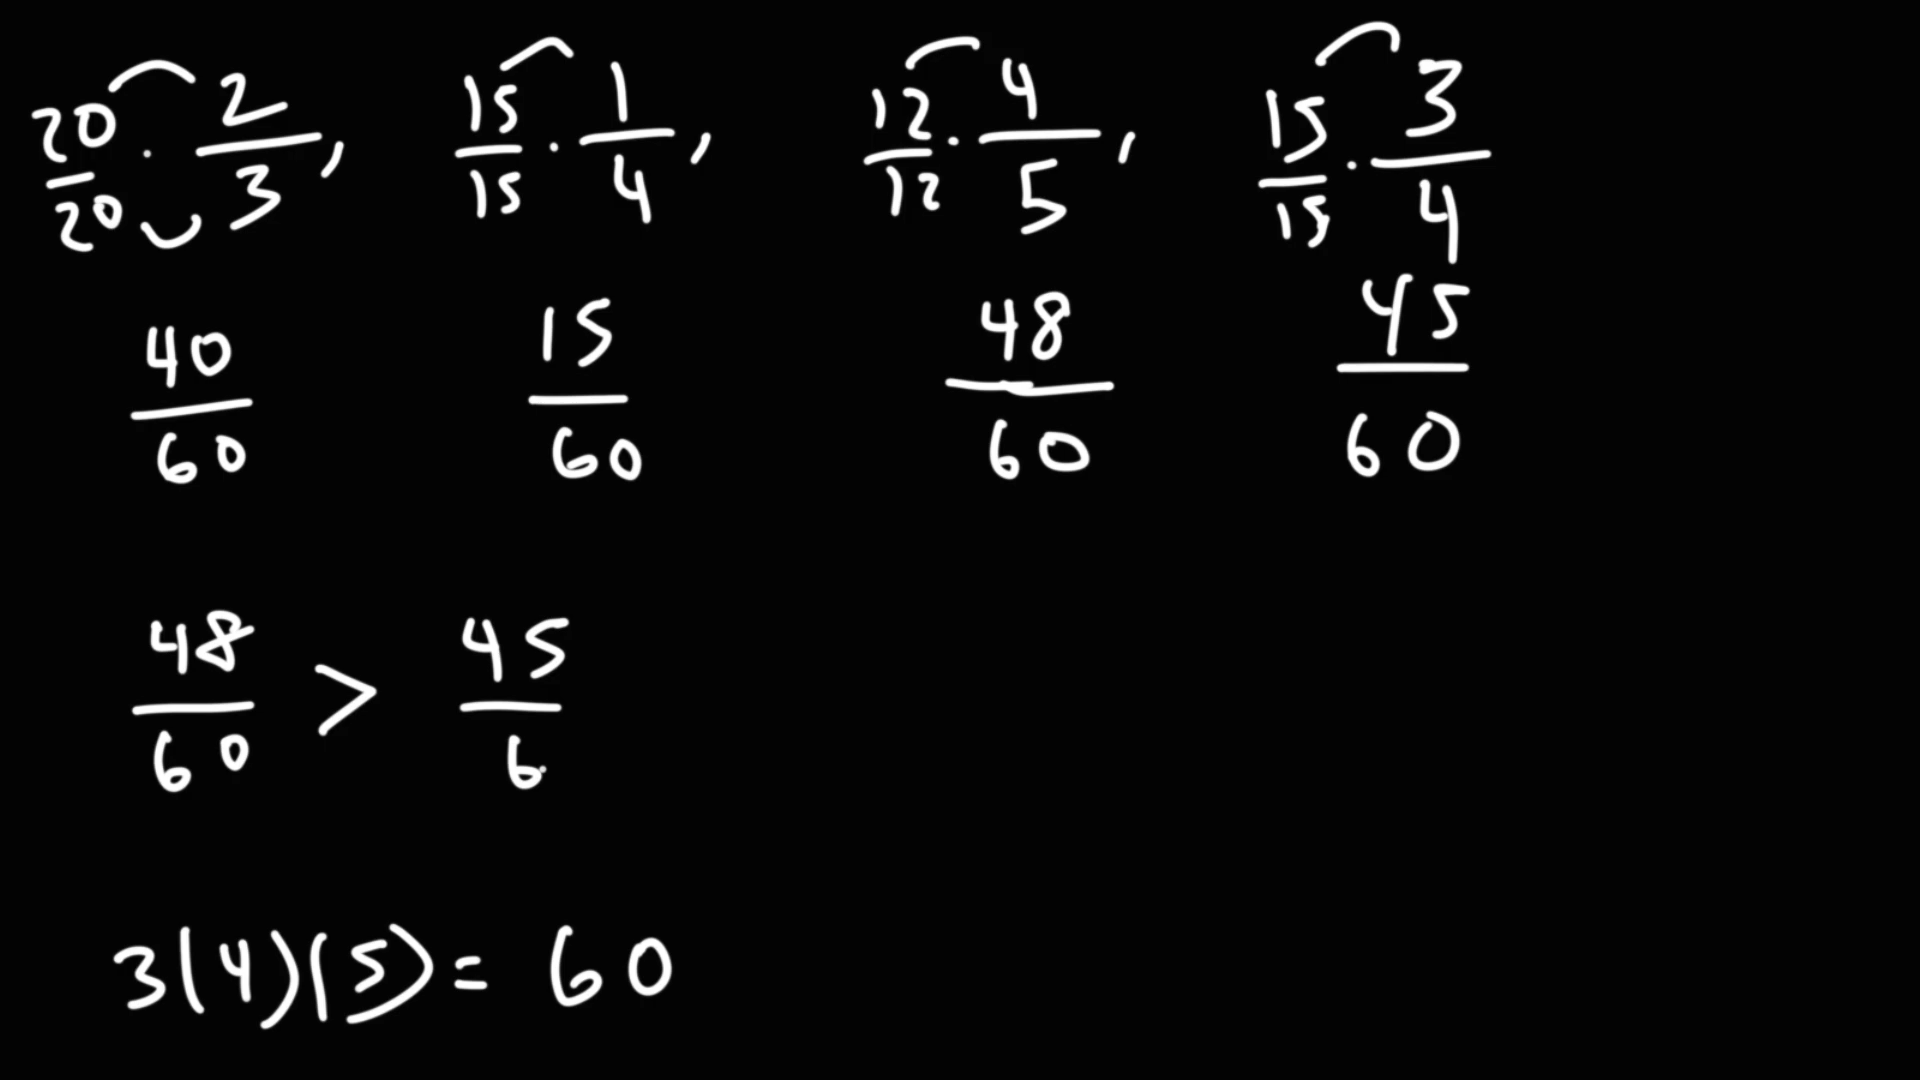 20/20 · 2/3, 15/15 · 1/4, 12/12 · 4/5, 15/15 · 3/4
40/60 15/60 48/60 45/60
48/60 > 45/6
3(4)(5) = 60